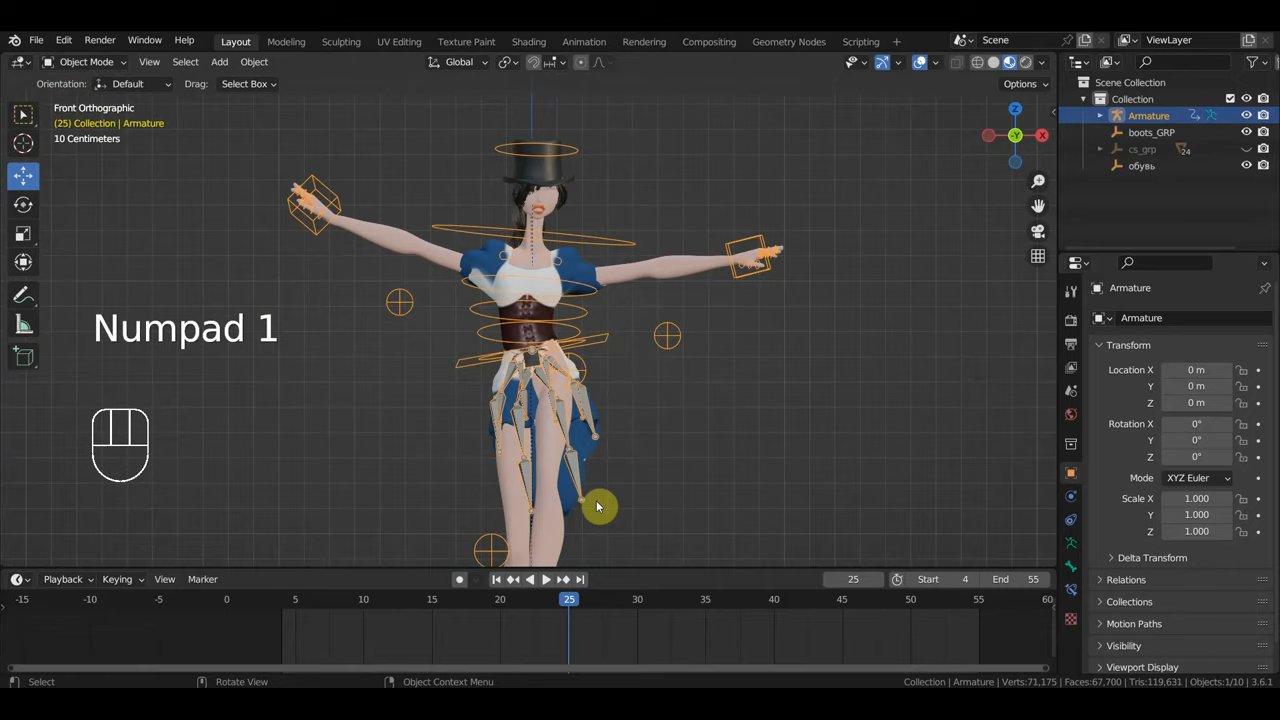 File Edit Render Window Help Layout Modeling Sculpting UV Editing Texture Paint Shading Animation Rendering Compositing Geometry Nodes Scripting + Scene ViewLayer
Object Mode View Select Add Object Global Options
Orientation: Default Drag: Select Box
Front Orthographic
(25) Collection | Armature
10 Centimeters
Z
X
-Y
Numpad 1
Scene Collection
Collection
Armature
boots_GRP
cs_grp 24
обувь
Armature
Armature
Transform
Location X 0 m
Y 0 m
Z 0 m
Rotation X 0°
Y 0°
Z 0°
Mode XYZ Euler
Scale X 1.000
Y 1.000
Z 1.000
Delta Transform
Relations
Collections
Motion Paths
Visibility
Viewport Display
Playback Keying View Marker 25 Start 4 End 55
-15 -10 -5 0 5 10 15 20 25 30 35 40 45 50 55 60
Select Rotate View Object Context Menu Collection | Armature | Verts:71,175 | Faces:67,700 | Tris:119,631 | Objects:1/10 | 3.6.1